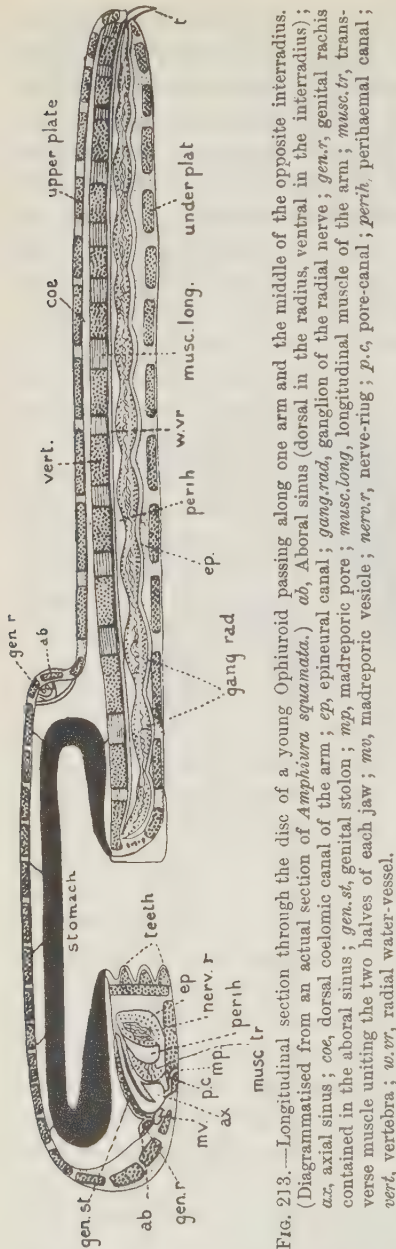 t
upper plate
coe
vert.
under plat
musc. long.
w.vr
perih
ep.
gang rad
gen r
ab
stomach
teeth
ep
nerv. r
perih
musc tr
mp.
p.c
ax
mv.
gen.st
ab
gen.r
FIG. 213.—Longitudinal section through the disc of a young Ophiuroid passing along one arm and the middle of the opposite interradius.
(Diagrammatised from an actual section of Amphiura squamata.) ab, Aboral sinus (dorsal in the radius, ventral in the interradius);
ax, axial sinus; coe, dorsal coelomic canal of the arm; ep, epineural canal; gang.rad, ganglion of the radial nerve; gen.r, genital rachis
contained in the aboral sinus; gen.st, genital stolon; mp, madreporic pore; musc.long, longitudinal muscle of the arm; musc.tr, trans-
verse muscle uniting the two halves of each jaw; mv, madreporic vesicle; nerv.r, nerve-ring; p.c, pore-canal; perih, perihaemal canal;
vert, vertebra; w.vr, radial water-vessel.